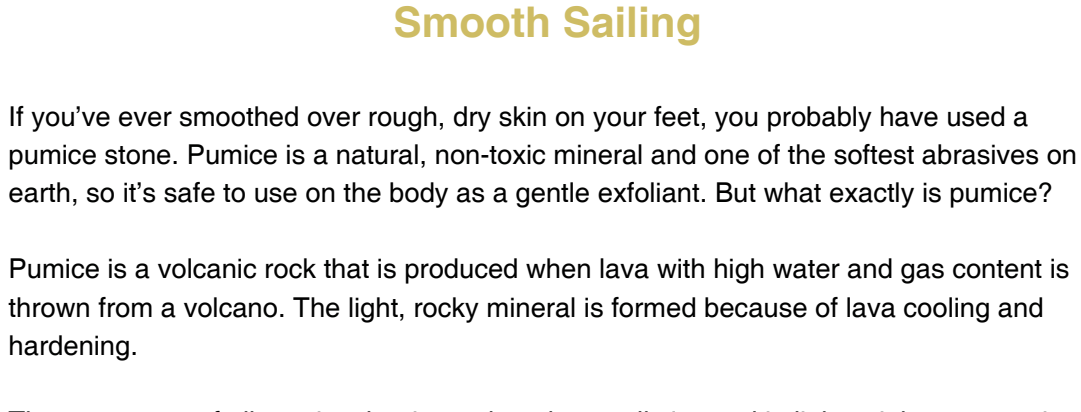 Smooth Sailing
If you’ve ever smoothed over rough, dry skin on your feet, you probably have used a
pumice stone. Pumice is a natural, non-toxic mineral and one of the softest abrasives on
earth, so it’s safe to use on the body as a gentle exfoliant. But what exactly is pumice?
Pumice is a volcanic rock that is produced when lava with high water and gas content is
thrown from a volcano. The light, rocky mineral is formed because of lava cooling and
hardening.